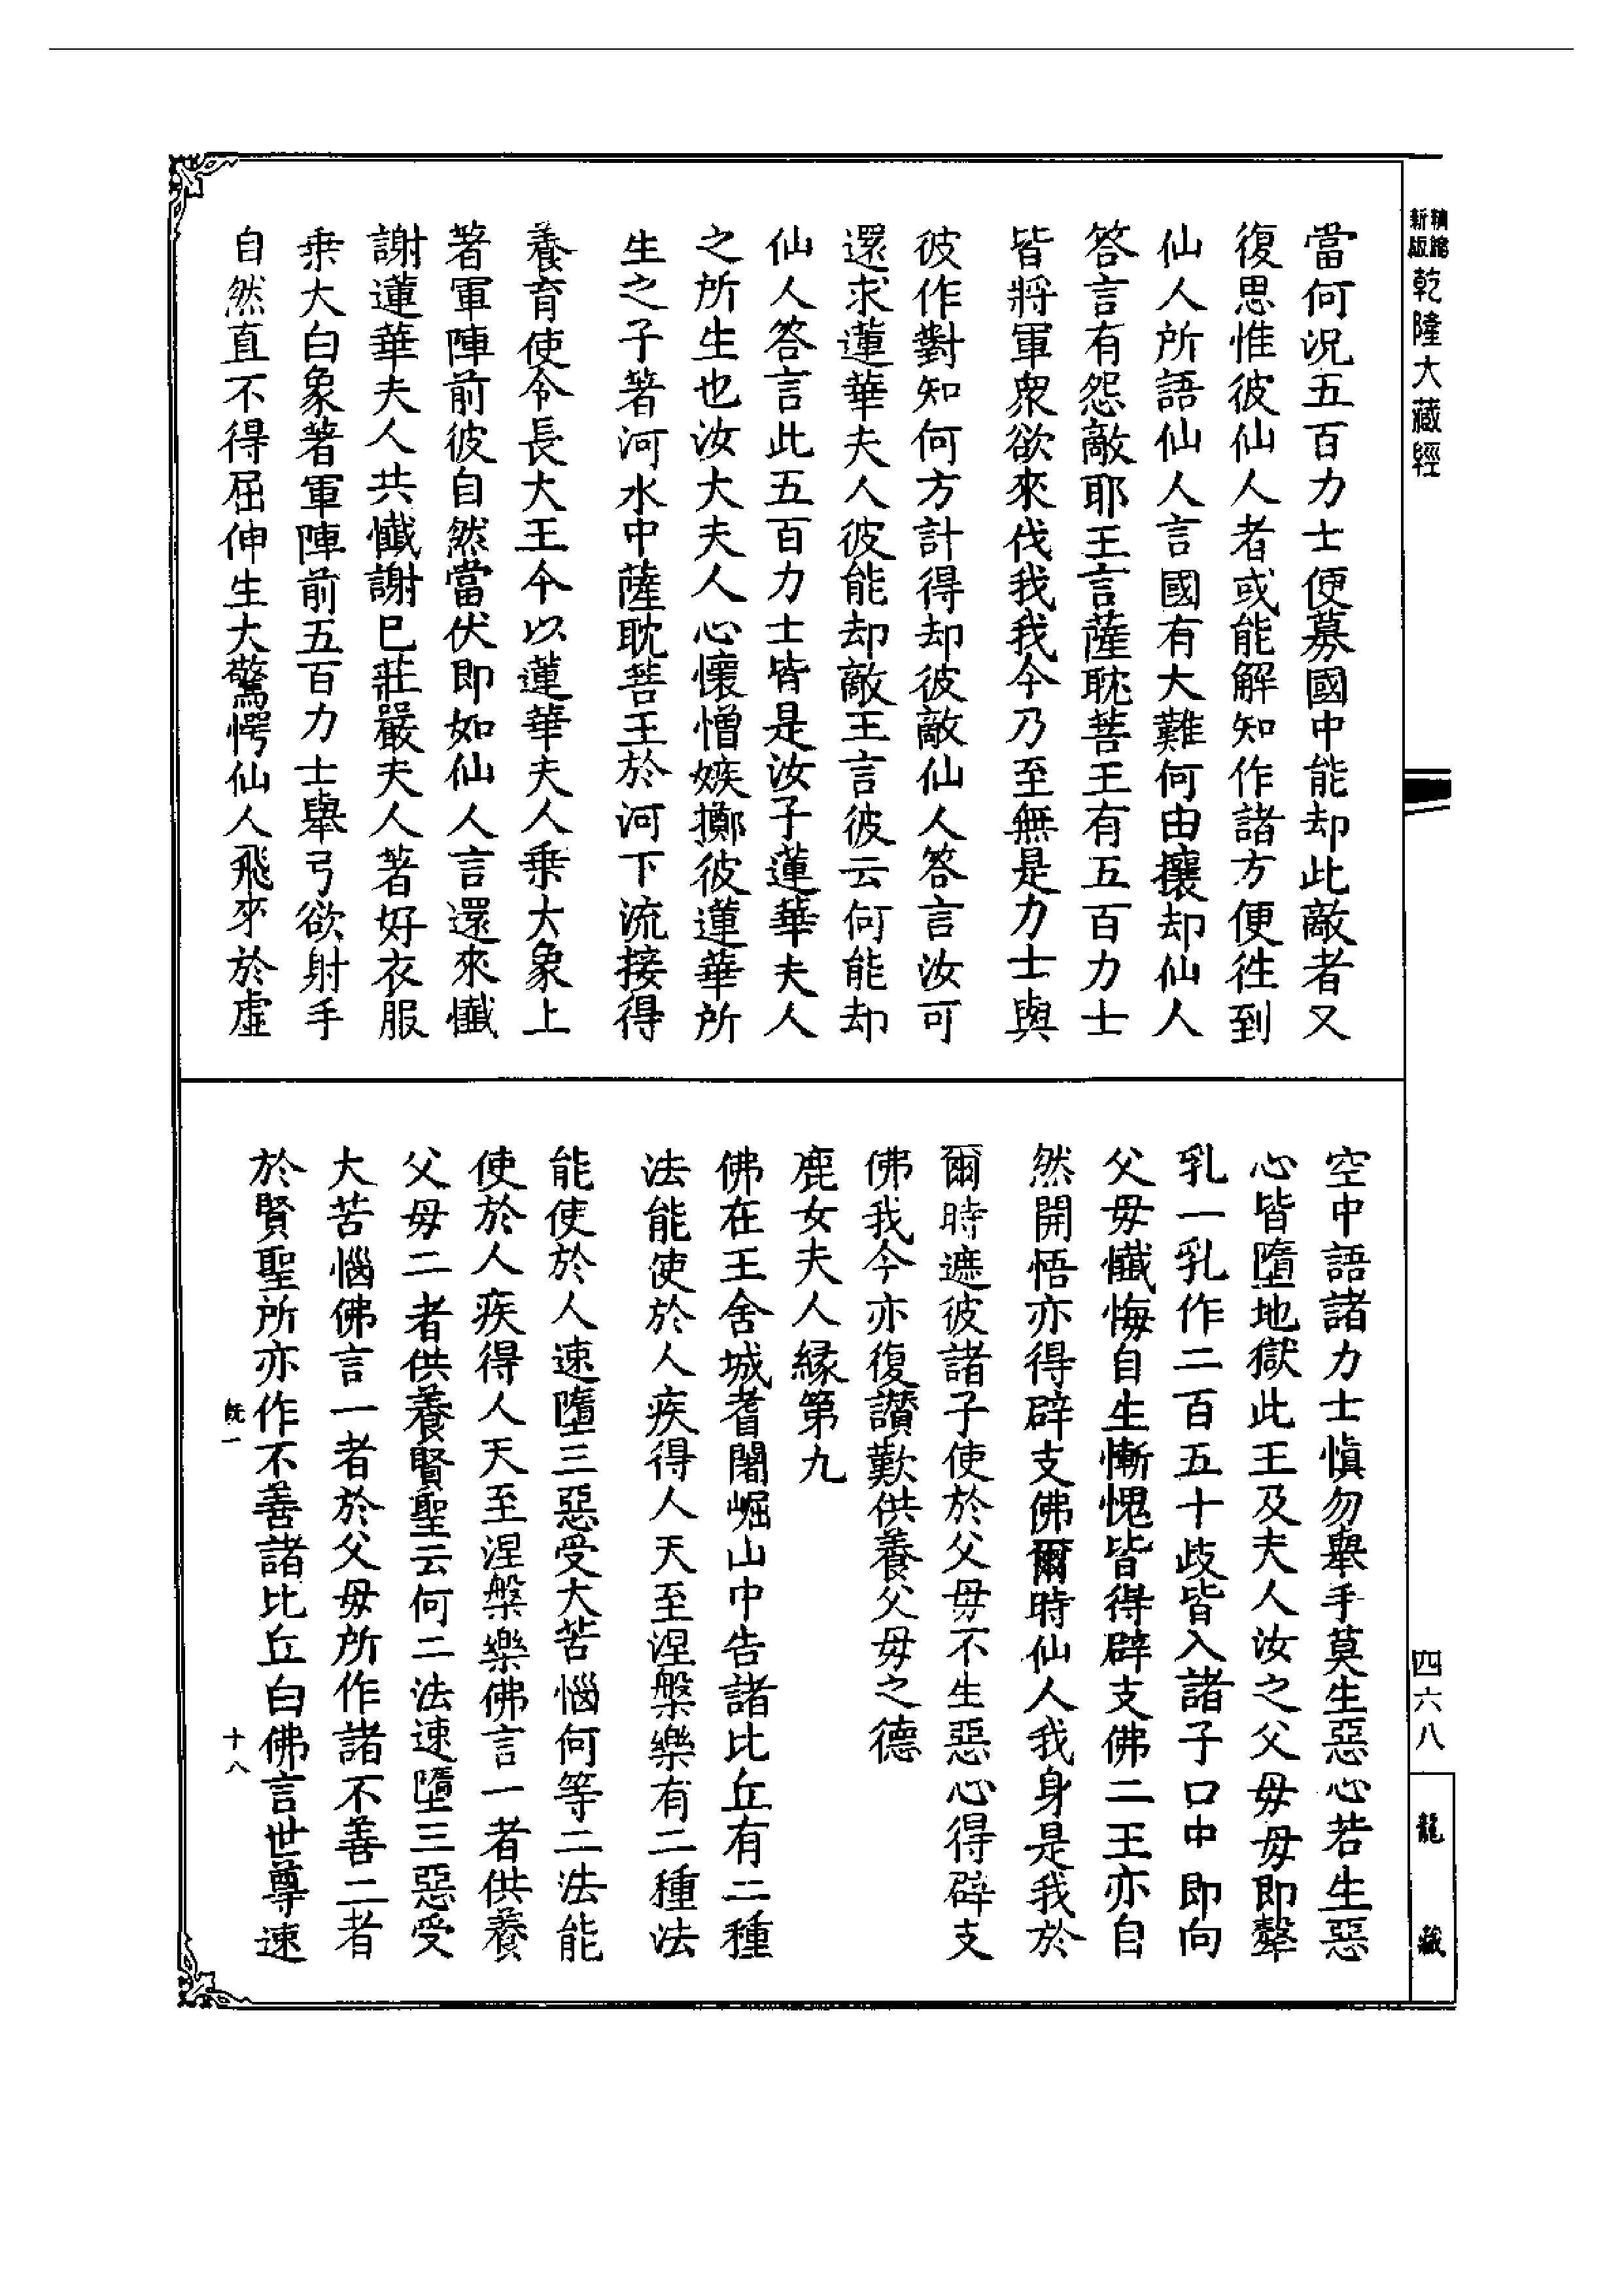 精縮
新版
乾隆大藏經
當何況五百力士便募國中能却此敵者又
復思惟彼仙人者或能解知作諸方便往到
仙人所語仙人言國有大難何由攘却仙人
答言有怨敵耶王言薩耽菩王有五百力士
皆將軍衆欲來伐我我今乃至無是力士與
彼作對知何方計得却彼敵仙人答言汝可
還求蓮華夫人彼能却敵王言彼云何能却
仙人答言此五百力士皆是汝子蓮華夫人
之所生也汝大夫人心懷憎嫉擲彼蓮華所
生之子著河水中薩耽菩王於河下流接得
養育使令長大王今以蓮華夫人乗大象上
著軍陣前彼自然當伏即如仙人言還來懺
謝蓮華夫人共懺謝巳莊嚴夫人著好衣服
乗大白象著軍陣前五百力士舉弓欲射手
自然直不得屈伸生大驚愕仙人飛來於虛
空中語諸力士慎勿舉手莫生惡心若生惡
心皆墮地獄此王及夫人汝之父母母即𤚲
乳一乳作二百五十歧皆入諸子口中即向
父母懺悔自生慚愧皆得辟支佛二王亦自
然開悟亦得辟支佛爾時仙人我身是我於
爾時遮彼諸子使於父母不生惡心得辟支
佛我今亦復讃歎供養父母之德
鹿女夫人緣第九
佛在王舍城耆闍崛山中告諸比丘有二種
法能使於人疾得人天至涅槃樂有二種法
能使於人速墮三惡受大苦惱何等二法能
使於人疾得人天至涅槃樂佛言一者供養
父母二者供養賢聖云何二法速墮三惡受
大苦惱佛言一者於父母所作諸不善二者
於賢聖所亦作不善諸比丘白佛言世尊速
四六八
龍藏
既一
十八